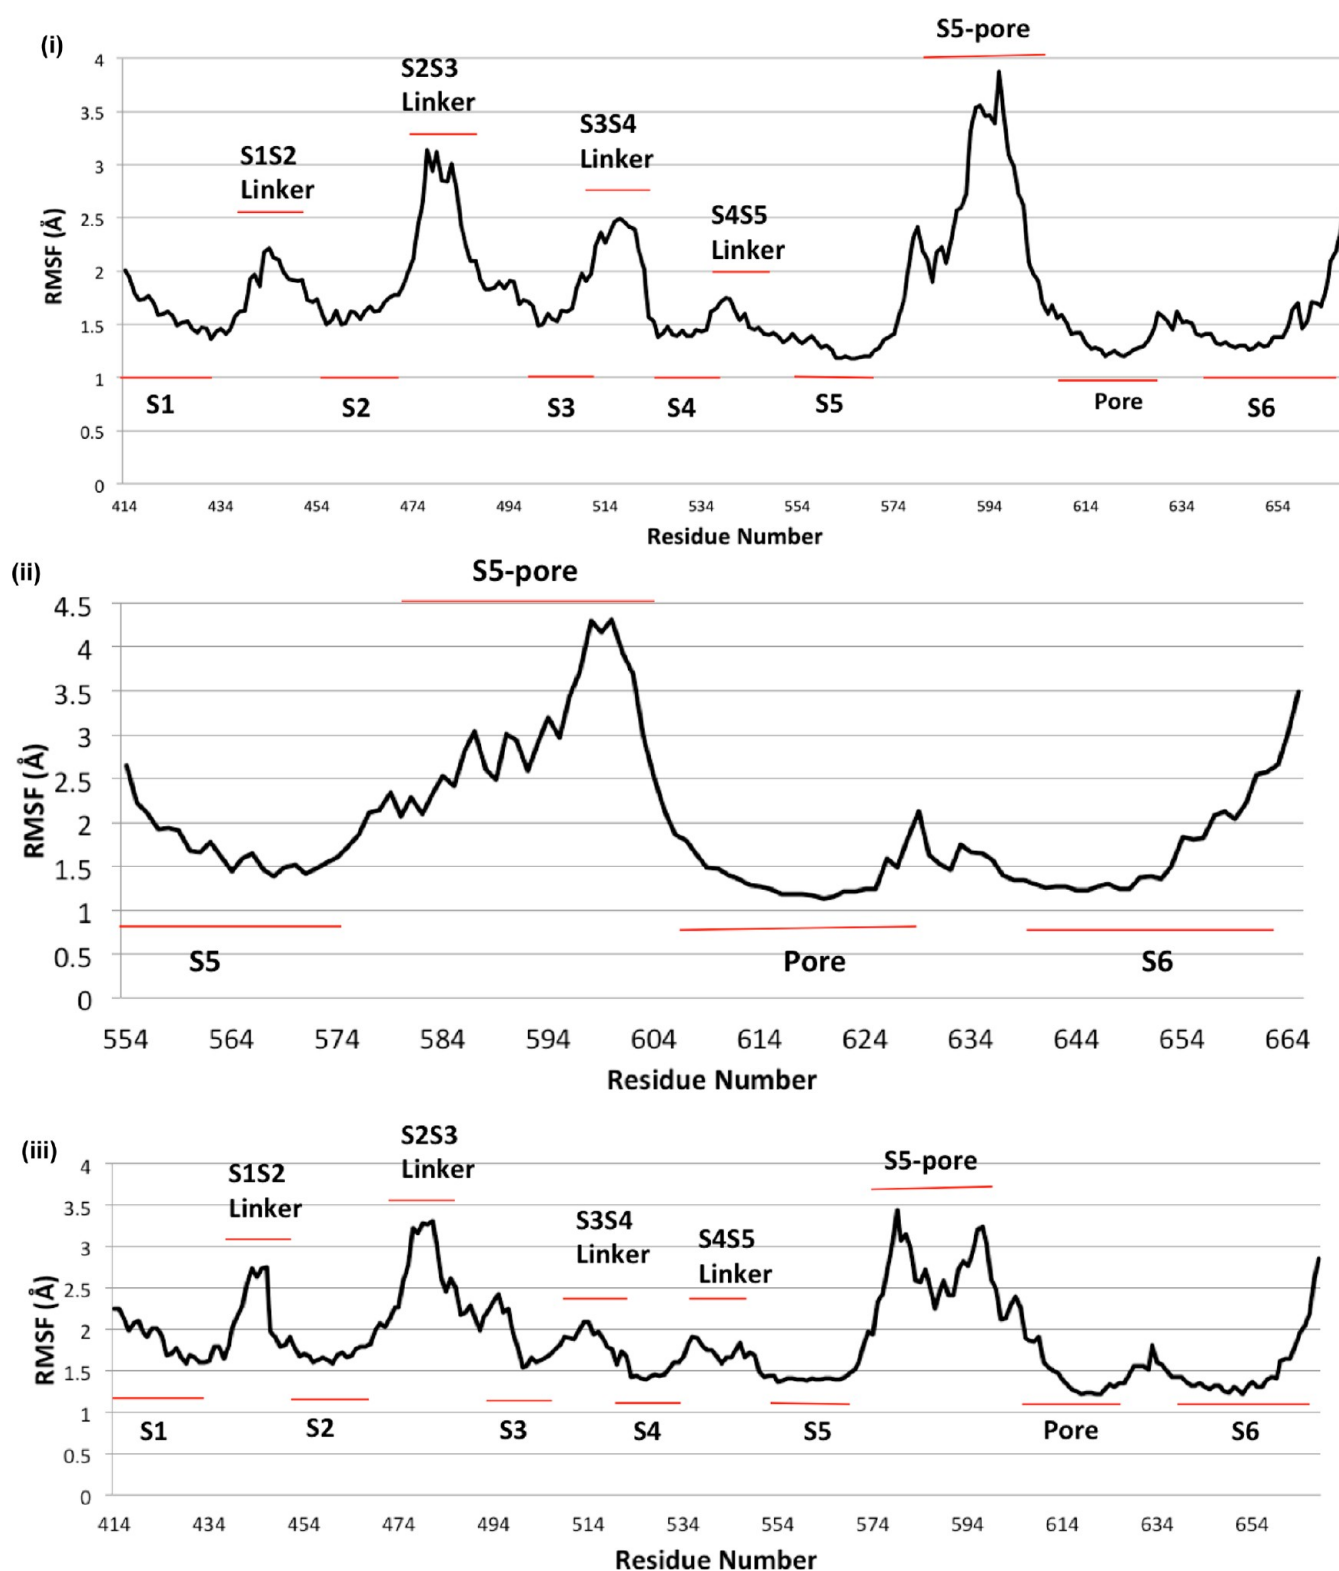 (i)
S5-pore
S2S3
Linker
S3S4
Linker
S1S2
Linker
S4S5
Linker
4
3.5
3
2.5
2
1.5
1
0.5
0
RMSF (Å)
S1
S2
S3
S4
S5
Pore
S6
414 434 454 474 494 514 534 554 574 594 614 634 654
Residue Number
(ii)
S5-pore
4.5
4
3.5
3
2.5
2
1.5
1
0.5
0
RMSF (Å)
S5
Pore
S6
554 564 574 584 594 604 614 624 634 644 654 664
Residue Number
(iii)
S2S3
Linker
S1S2
Linker
S5-pore
S3S4
Linker
S4S5
Linker
4
3.5
3
2.5
2
1.5
1
0.5
0
RMSF (Å)
S1
S2
S3
S4
S5
Pore
S6
414 434 454 474 494 514 534 554 574 594 614 634 654
Residue Number